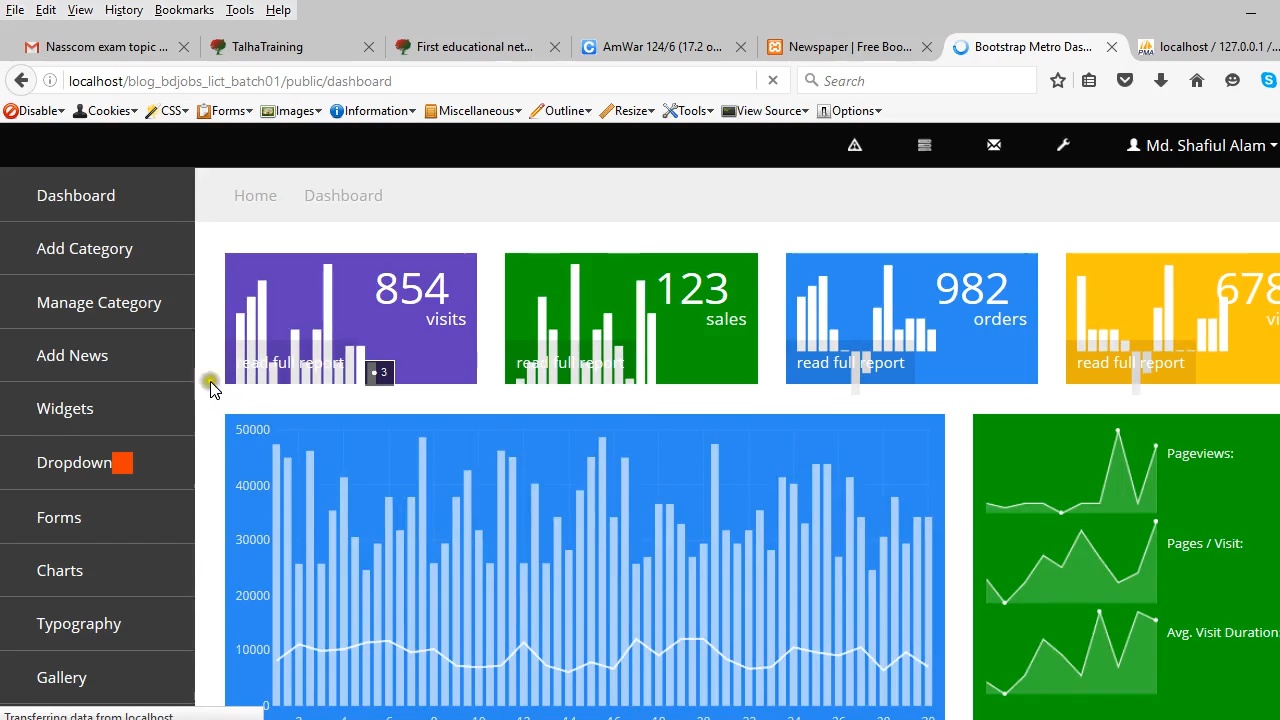 File Edit View History Bookmarks Tools Help
Nasscom exam topic ... TalhaTraining First educational net... AmWar 124/6 (17.2 o... Newspaper | Free Boo... Bootstrap Metro Das... localhost / 127.0.0.1 /
localhost/blog_bdjobs_lict_batch01/public/dashboard Search
Disable Cookies CSS Forms Images Information Miscellaneous Outline Resize Tools View Source Options
Md. Shafiul Alam
Dashboard
Add Category
Manage Category
Add News
Widgets
Dropdown
Forms
Charts
Typography
Gallery
Home Dashboard
854
visits
read full report
3
123
sales
read full report
982
orders
read full report
678
read full report
50000
40000
30000
20000
10000
0
Pageviews:
Pages / Visit:
Avg. Visit Duration:
Transferring data from localhost...